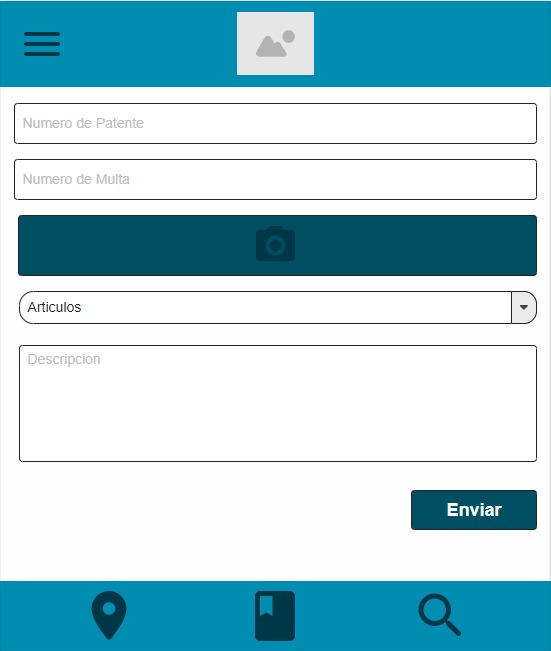 Numero de Patente
Numero de Multa
Articulos
Descripcion
Enviar